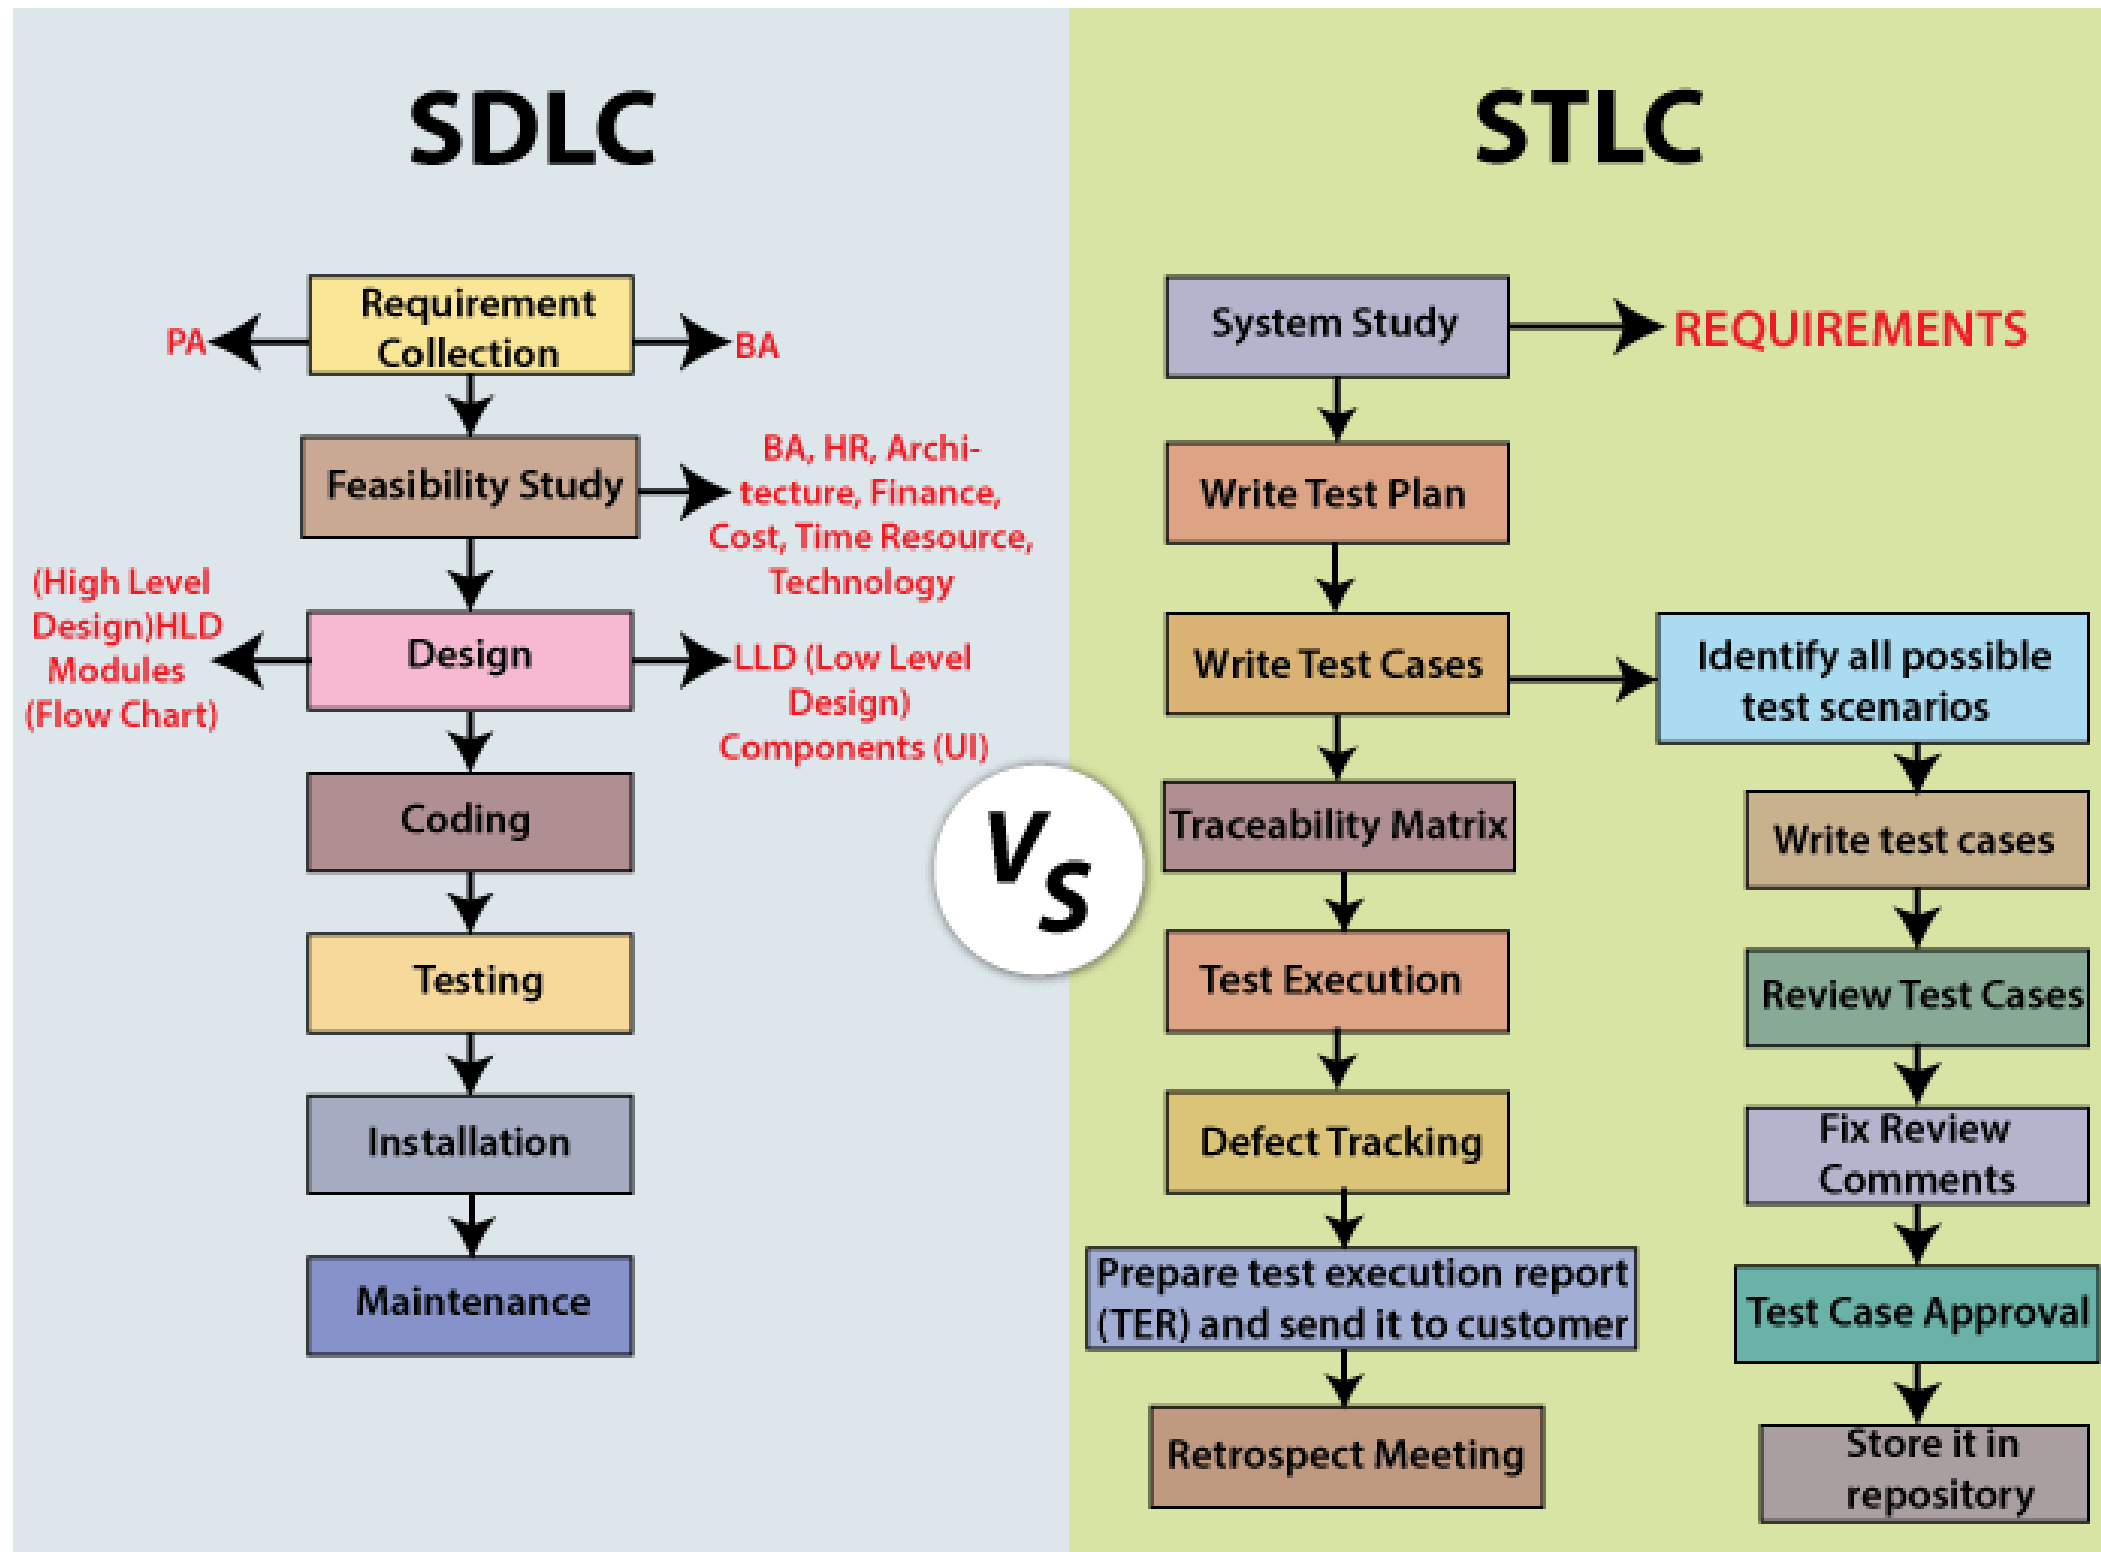 SDLC
Requirement
Collection
PA
BA
Feasibility Study
BA, HR, Archi-
tecture, Finance,
Cost, Time Resource,
Technology
(High Level
Design)HLD
Modules
(Flow Chart)
Design
LLD (Low Level
Design)
Components (UI)
Coding
Testing
Installation
Maintenance
Vs
STLC
System Study
REQUIREMENTS
Write Test Plan
Write Test Cases
Traceability Matrix
Test Execution
Defect Tracking
Prepare test execution report
(TER) and send it to customer
Retrospect Meeting
Identify all possible
test scenarios
Write test cases
Review Test Cases
Fix Review
Comments
Test Case Approval
Store it in
repository